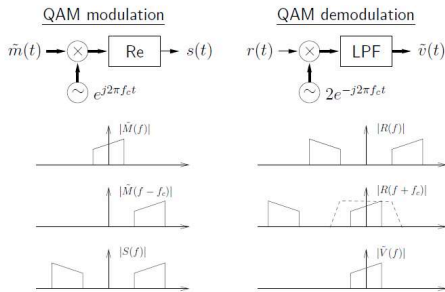 QAM modulation
m̃(t) × Re s(t)
~ e^{j2πf_c t}
|M̃(f)|
|M̃(f − f_c)|
|S(f)|
QAM demodulation
r(t) × LPF ṽ(t)
~ 2e^{−j2πf_c t}
|R(f)|
|R(f + f_c)|
|Ṽ(f)|